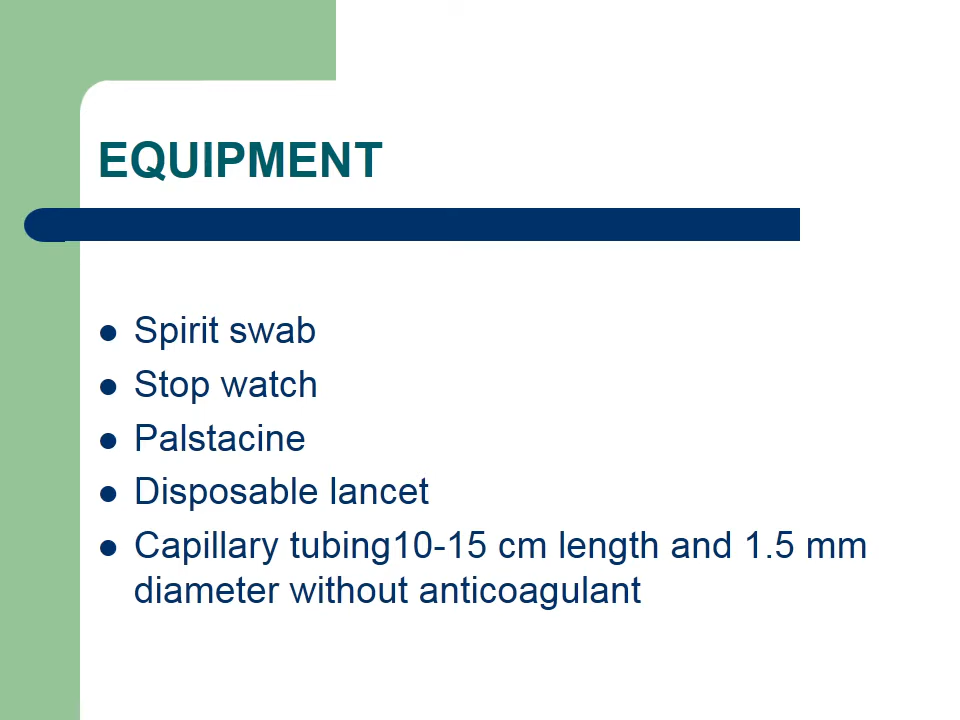 EQUIPMENT
Spirit swab
Stop watch
Palstacine
Disposable lancet
Capillary tubing10-15 cm length and 1.5 mm
diameter without anticoagulant